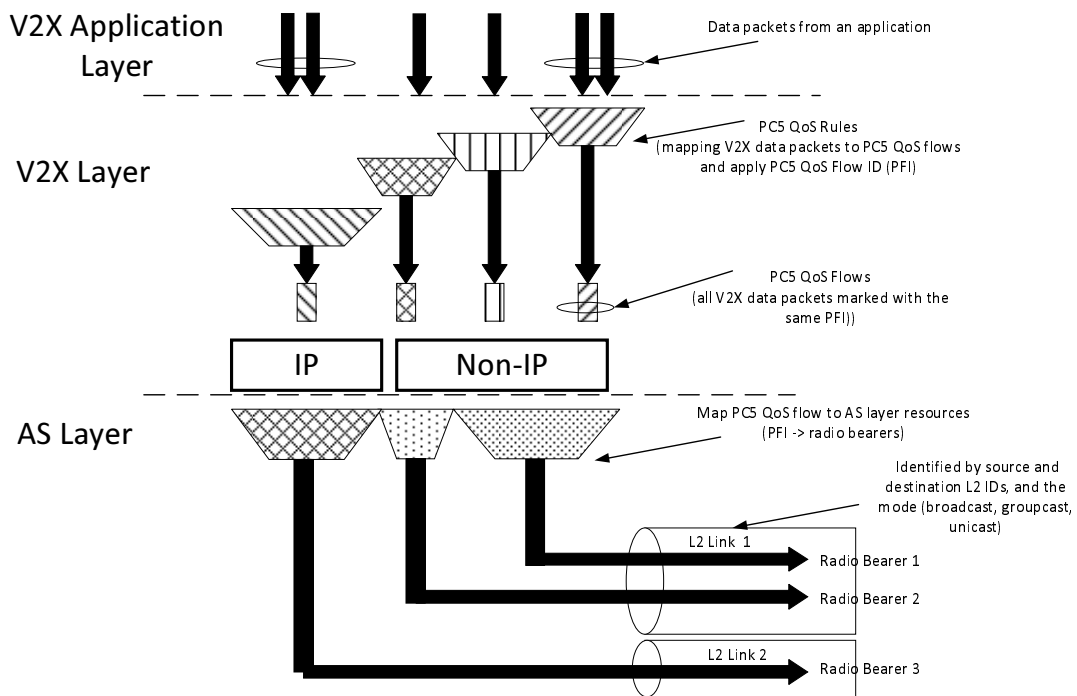 V2X Application
Layer
Data packets from an application
PC5 QoS Rules
(mapping V2X data packets to PC5 QoS flows
and apply PC5 QoS Flow ID (PFI)
V2X Layer
PC5 QoS Flows
(all V2X data packets marked with the
same PFI))
IP
Non-IP
AS Layer
Map PC5 QoS flow to AS layer resources
(PFI -> radio bearers)
Identified by source and
destination L2 IDs, and the
mode (broadcast, groupcast,
unicast)
L2 Link 1
Radio Bearer 1
Radio Bearer 2
L2 Link 2
Radio Bearer 3